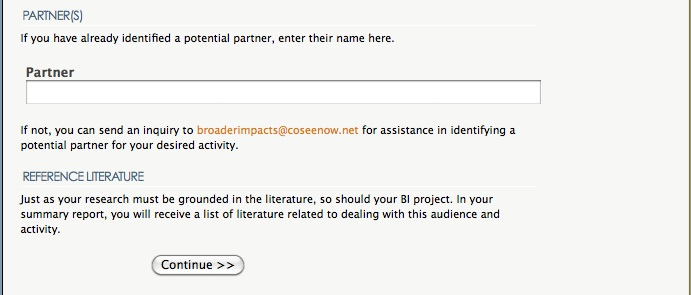 PARTNER(S)
If you have already identified a potential partner, enter their name here.
Partner
If not, you can send an inquiry to broaderimpacts@coseenow.net for assistance in identifying a
potential partner for your desired activity.
REFERENCE LITERATURE
Just as your research must be grounded in the literature, so should your BI project. In your
summary report, you will receive a list of literature related to dealing with this audience and
activity.
Continue >>